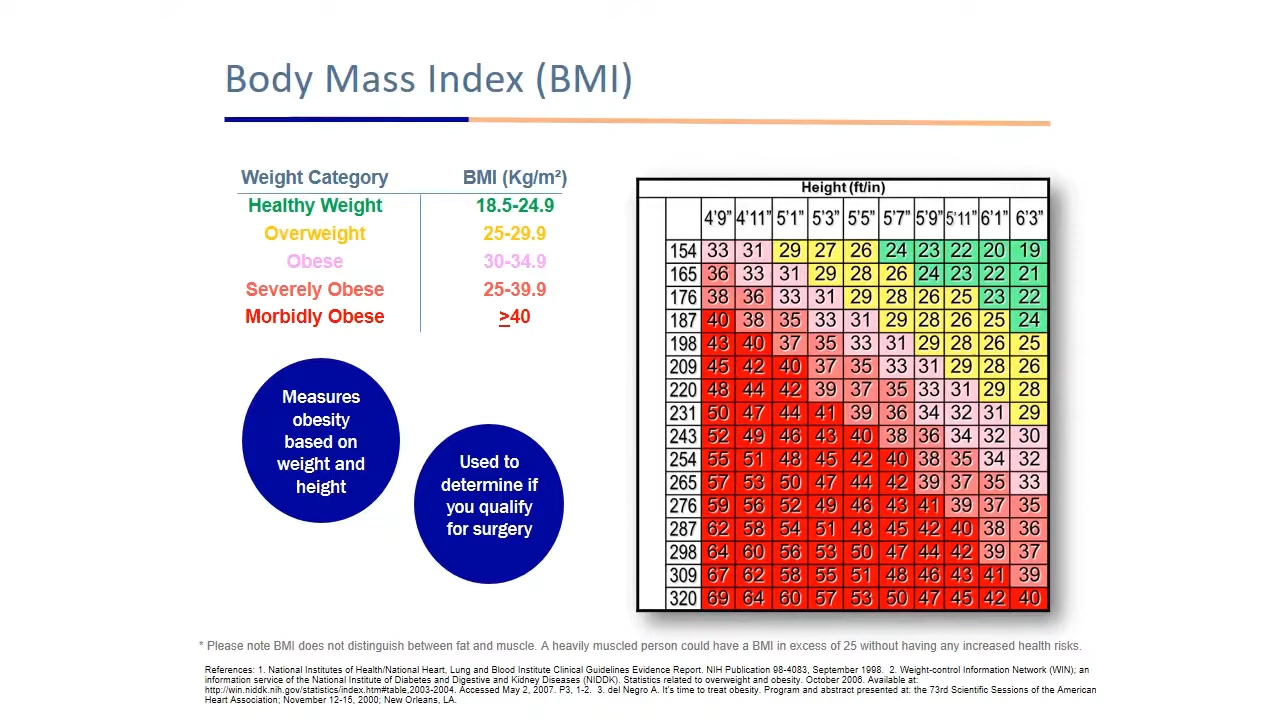 Body Mass Index (BMI)
Weight Category BMI (Kg/m²)
Healthy Weight 18.5-24.9
Overweight 25-29.9
Obese 30-34.9
Severely Obese 25-39.9
Morbidly Obese ≥40
Measures
obesity
based on
weight and
height
Used to
determine if
you qualify
for surgery
Height (ft/in)
4’9” 4’11” 5’1” 5’3” 5’5” 5’7” 5’9” 5’11” 6’1” 6’3”
154 33 31 29 27 26 24 23 22 20 19
165 36 33 31 29 28 26 24 23 22 21
176 38 36 33 31 29 28 26 25 23 22
187 40 38 35 33 31 29 28 26 25 24
198 43 40 37 35 33 31 29 28 26 25
209 45 42 40 37 35 33 31 29 28 26
220 48 44 42 39 37 35 33 31 29 28
231 50 47 44 41 39 36 34 32 31 29
243 52 49 46 43 40 38 36 34 32 30
254 55 51 48 45 42 40 38 35 34 32
265 57 53 50 47 44 42 39 37 35 33
276 59 56 52 49 46 43 41 39 37 35
287 62 58 54 51 48 45 42 40 38 36
298 64 60 56 53 50 47 44 42 39 37
309 67 62 58 55 51 48 46 43 41 39
320 69 64 60 57 53 50 47 45 42 40
* Please note BMI does not distinguish between fat and muscle. A heavily muscled person could have a BMI in excess of 25 without having any increased health risks.
References: 1. National Institutes of Health/National Heart, Lung and Blood Institute Clinical Guidelines Evidence Report. NIH Publication 98-4083, September 1998. 2. Weight-control Information Network (WIN); an
information service of the National Institute of Diabetes and Digestive and Kidney Diseases (NIDDK). Statistics related to overweight and obesity. October 2006. Available at:
http://win.niddk.nih.gov/statistics/index.htm#table,2003-2004. Accessed May 2, 2007. P3, 1-2. 3. del Negro A. It's time to treat obesity. Program and abstract presented at: the 73rd Scientific Sessions of the American
Heart Association; November 12-15, 2000; New Orleans, LA.